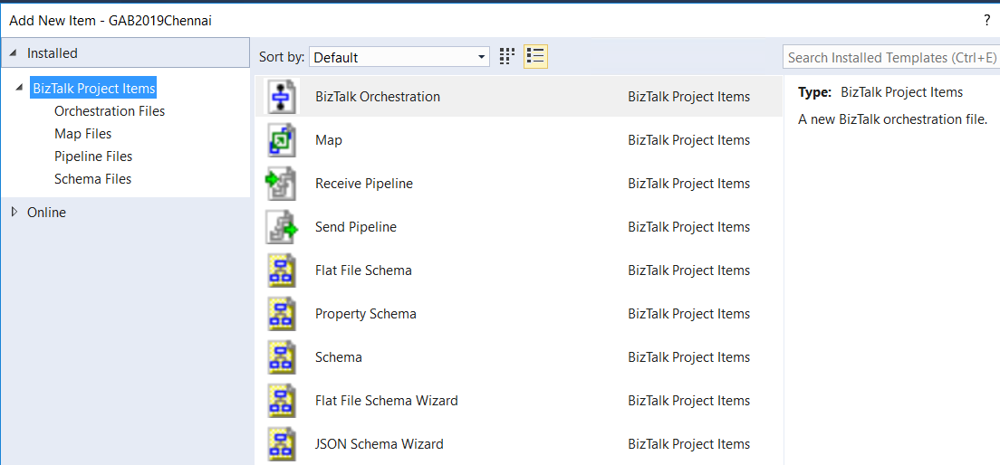 Add New Item - GAB2019Chennai ?
Installed
BizTalk Project Items
Orchestration Files
Map Files
Pipeline Files
Schema Files
Online
Sort by: Default
Search Installed Templates (Ctrl+E)
BizTalk Orchestration BizTalk Project Items
Map BizTalk Project Items
Receive Pipeline BizTalk Project Items
Send Pipeline BizTalk Project Items
Flat File Schema BizTalk Project Items
Property Schema BizTalk Project Items
Schema BizTalk Project Items
Flat File Schema Wizard BizTalk Project Items
JSON Schema Wizard BizTalk Project Items
Type: BizTalk Project Items
A new BizTalk orchestration file.